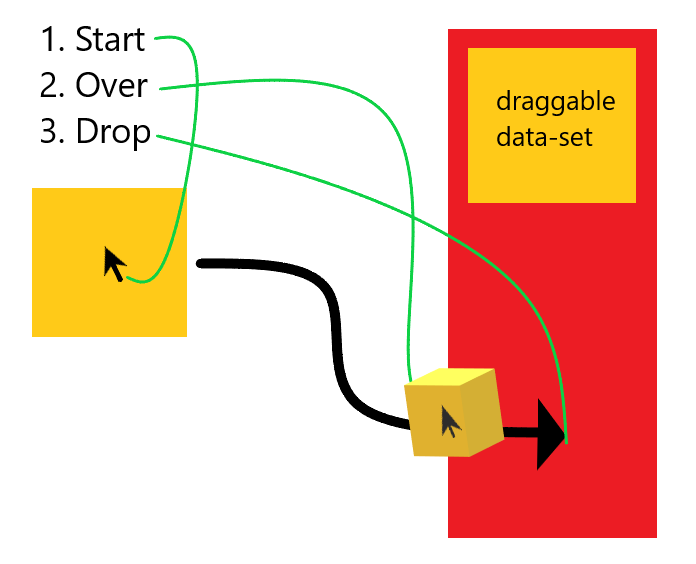 1. Start
2. Over
3. Drop
draggable
data-set